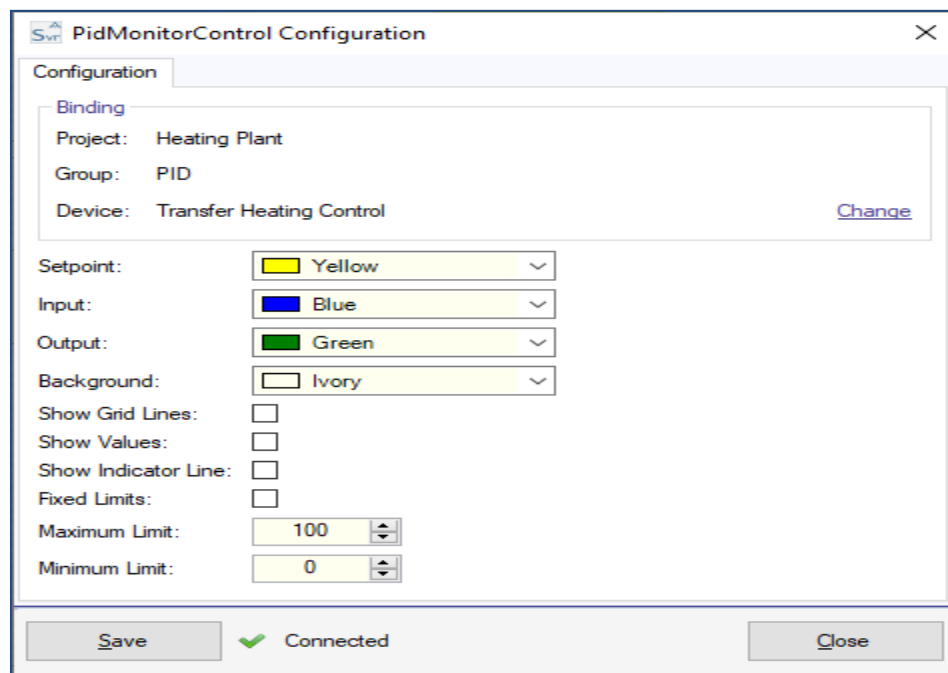 Svr PidMonitorControl Configuration
Configuration
Binding
Project: Heating Plant
Group: PID
Device: Transfer Heating Control Change
Setpoint: Yellow
Input: Blue
Output: Green
Background: Ivory
Show Grid Lines:
Show Values:
Show Indicator Line:
Fixed Limits:
Maximum Limit: 100
Minimum Limit: 0
Save Connected Close